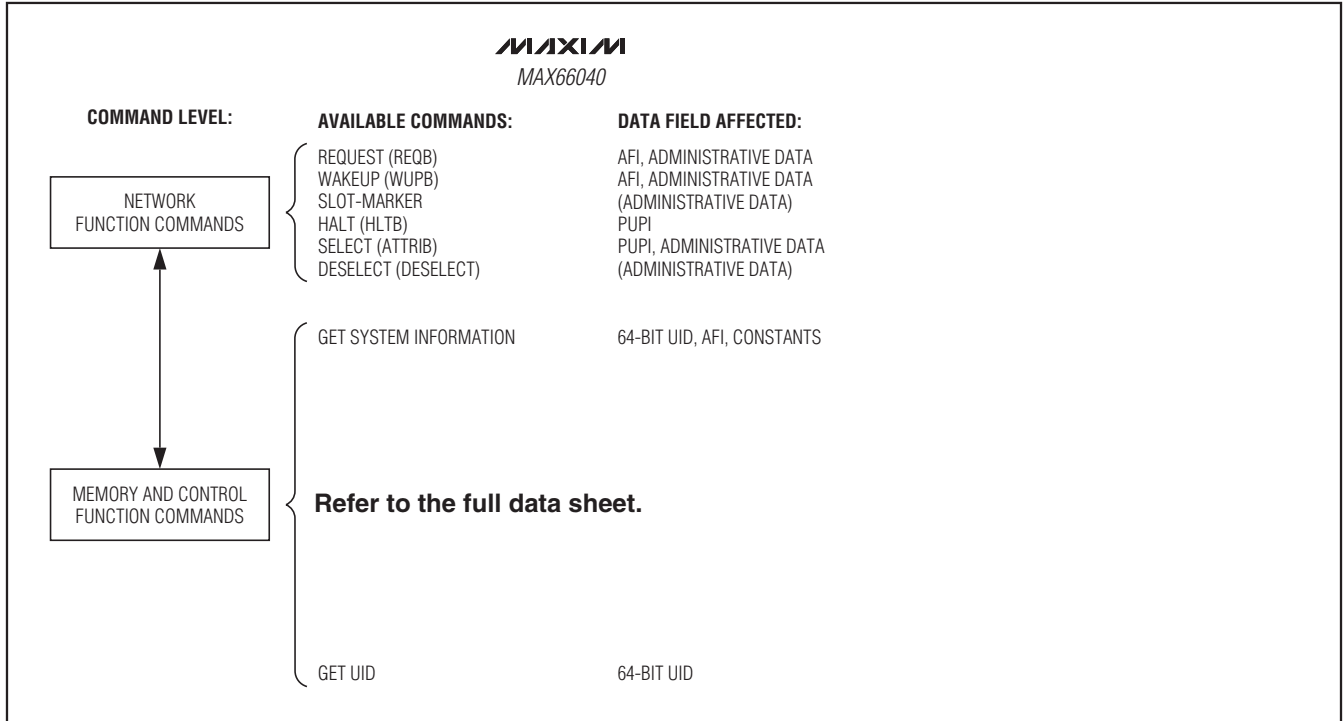 MAXIM
MAX66040
COMMAND LEVEL: AVAILABLE COMMANDS: DATA FIELD AFFECTED:
NETWORK
FUNCTION COMMANDS
REQUEST (REQB) AFI, ADMINISTRATIVE DATA
WAKEUP (WUPB) AFI, ADMINISTRATIVE DATA
SLOT-MARKER (ADMINISTRATIVE DATA)
HALT (HLTB) PUPI
SELECT (ATTRIB) PUPI, ADMINISTRATIVE DATA
DESELECT (DESELECT) (ADMINISTRATIVE DATA)
MEMORY AND CONTROL
FUNCTION COMMANDS
GET SYSTEM INFORMATION 64-BIT UID, AFI, CONSTANTS
Refer to the full data sheet.
GET UID 64-BIT UID